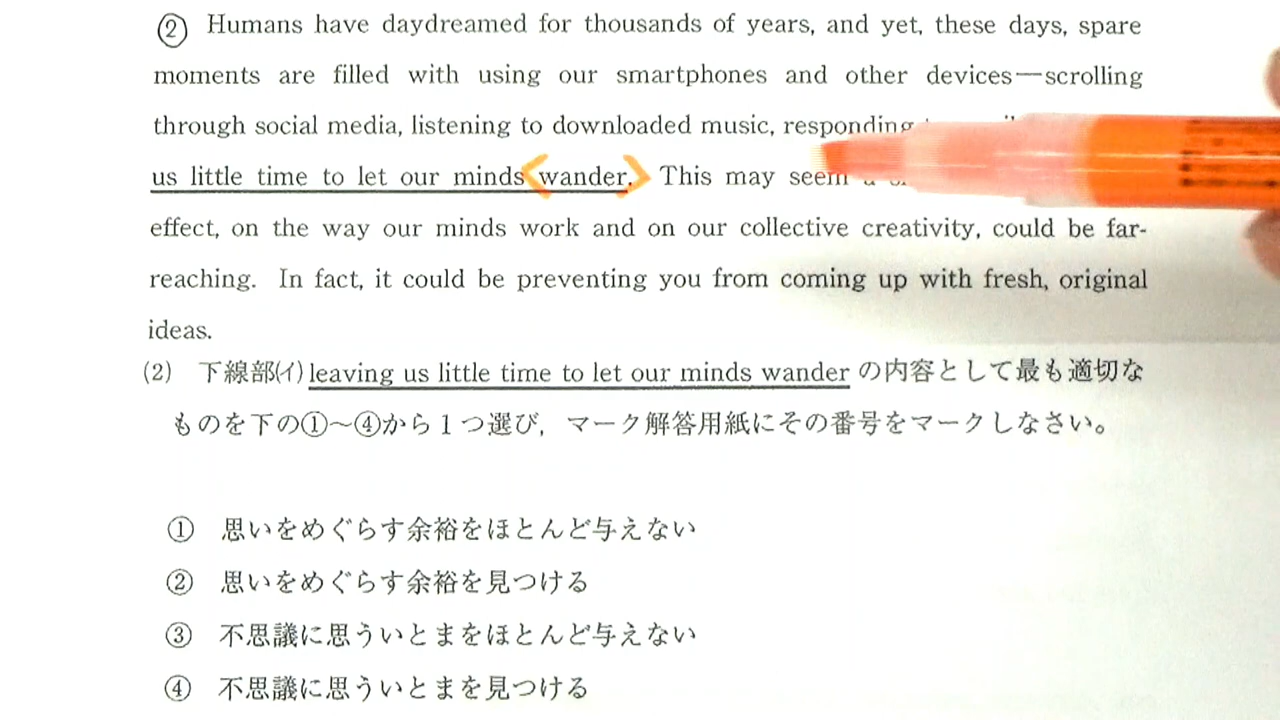 ② Humans have daydreamed for thousands of years, and yet, these days, spare
moments are filled with using our smartphones and other devices—scrolling
through social media, listening to downloaded music, responding
us little time to let our minds wander. This may seem a
effect, on the way our minds work and on our collective creativity, could be far-
reaching. In fact, it could be preventing you from coming up with fresh, original
ideas.
(2) 下線部(イ) leaving us little time to let our minds wander の内容として最も適切な
ものを下の①～④から1つ選び，マーク解答用紙にその番号をマークしなさい。
① 思いをめぐらす余裕をほとんど与えない
② 思いをめぐらす余裕を見つける
③ 不思議に思ういとまをほとんど与えない
④ 不思議に思ういとまを見つける